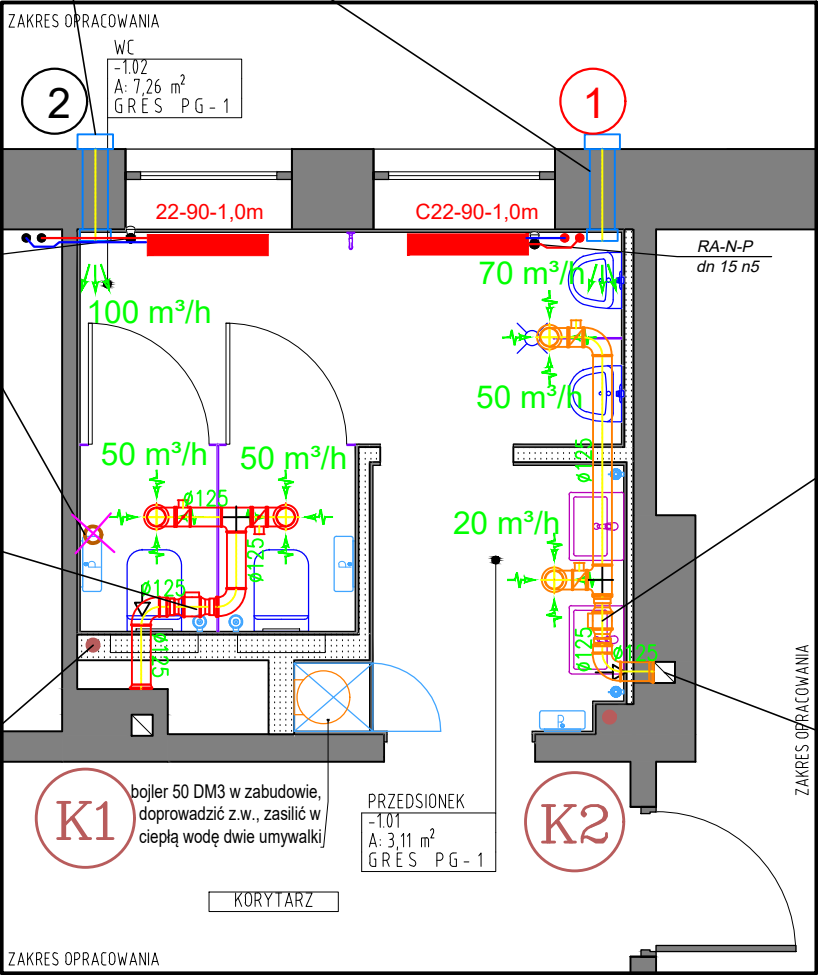 ZAKRES OPRACOWANIA
WC
-1.02
A: 7,26 m²
GRES PG-1
2
1
22-90-1,0m
C22-90-1,0m
RA-N-P
dn 15 n5
100 m³/h
70 m³/h
50 m³/h
50 m³/h
50 m³/h
ø125
ø125
20 m³/h
ø125
ø125
ø125
ø125
ø125
P
P
P
ZAKRES OPRACOWANIA
K1
bojler 50 DM3 w zabudowie,
doprowadzić z.w., zasilić w
ciepłą wodę dwie umywalki
PRZEDSIONEK
-1.01
A: 3,11 m²
GRES PG-1
K2
KORYTARZ
ZAKRES OPRACOWANIA